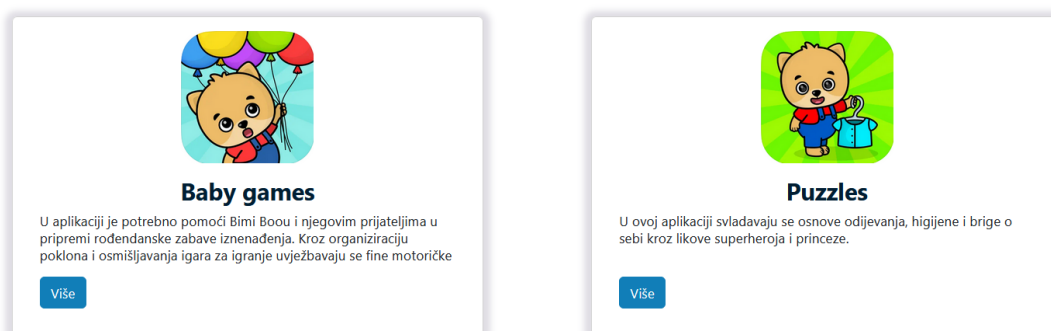 Baby games
U aplikaciji je potrebno pomoći Bimi Boou i njegovim prijateljima u
pripremi rođendanske zabave iznenađenja. Kroz organiziraciju
poklona i osmišljavanja igara za igranje uvježbavaju se fine motoričke
Više
Puzzles
U ovoj aplikaciji svladavaju se osnove odijevanja, higijene i brige o
sebi kroz likove superheroja i princeze.
Više